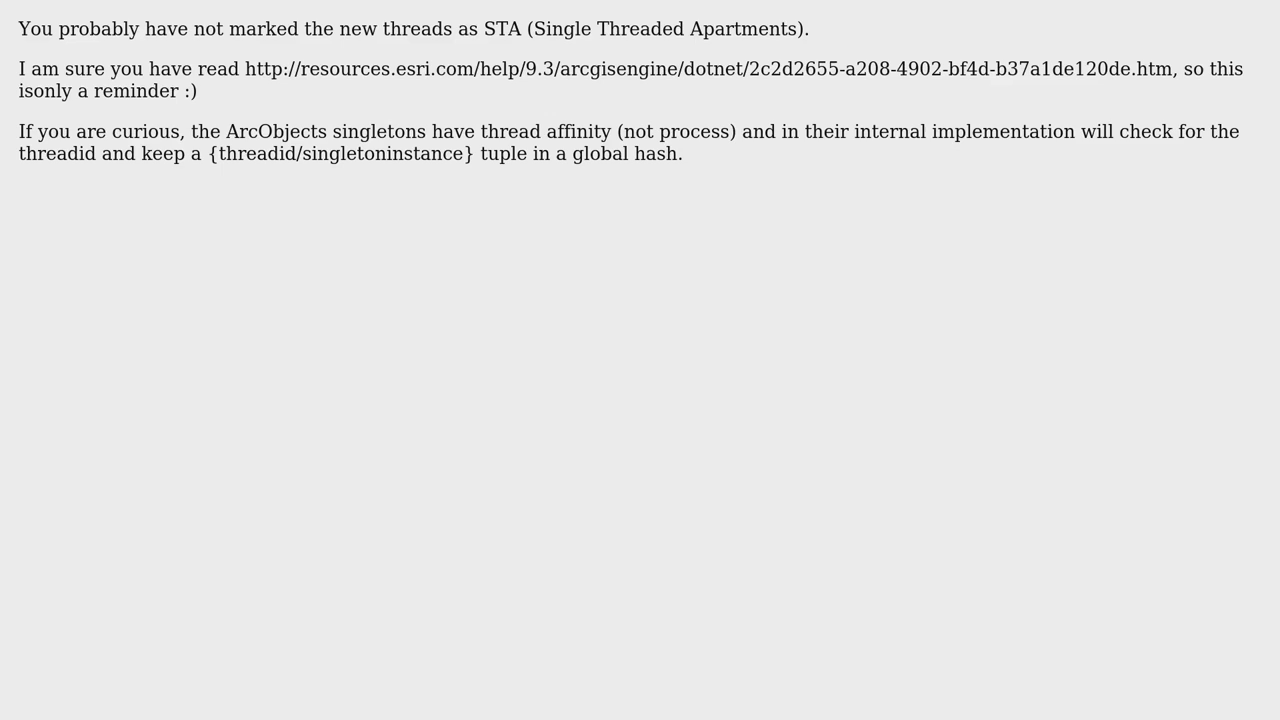 You probably have not marked the new threads as STA (Single Threaded Apartments).
I am sure you have read http://resources.esri.com/help/9.3/arcgisengine/dotnet/2c2d2655-a208-4902-bf4d-b37a1de120de.htm, so this
isonly a reminder :)
If you are curious, the ArcObjects singletons have thread affinity (not process) and in their internal implementation will check for the
threadid and keep a {threadid/singletoninstance} tuple in a global hash.